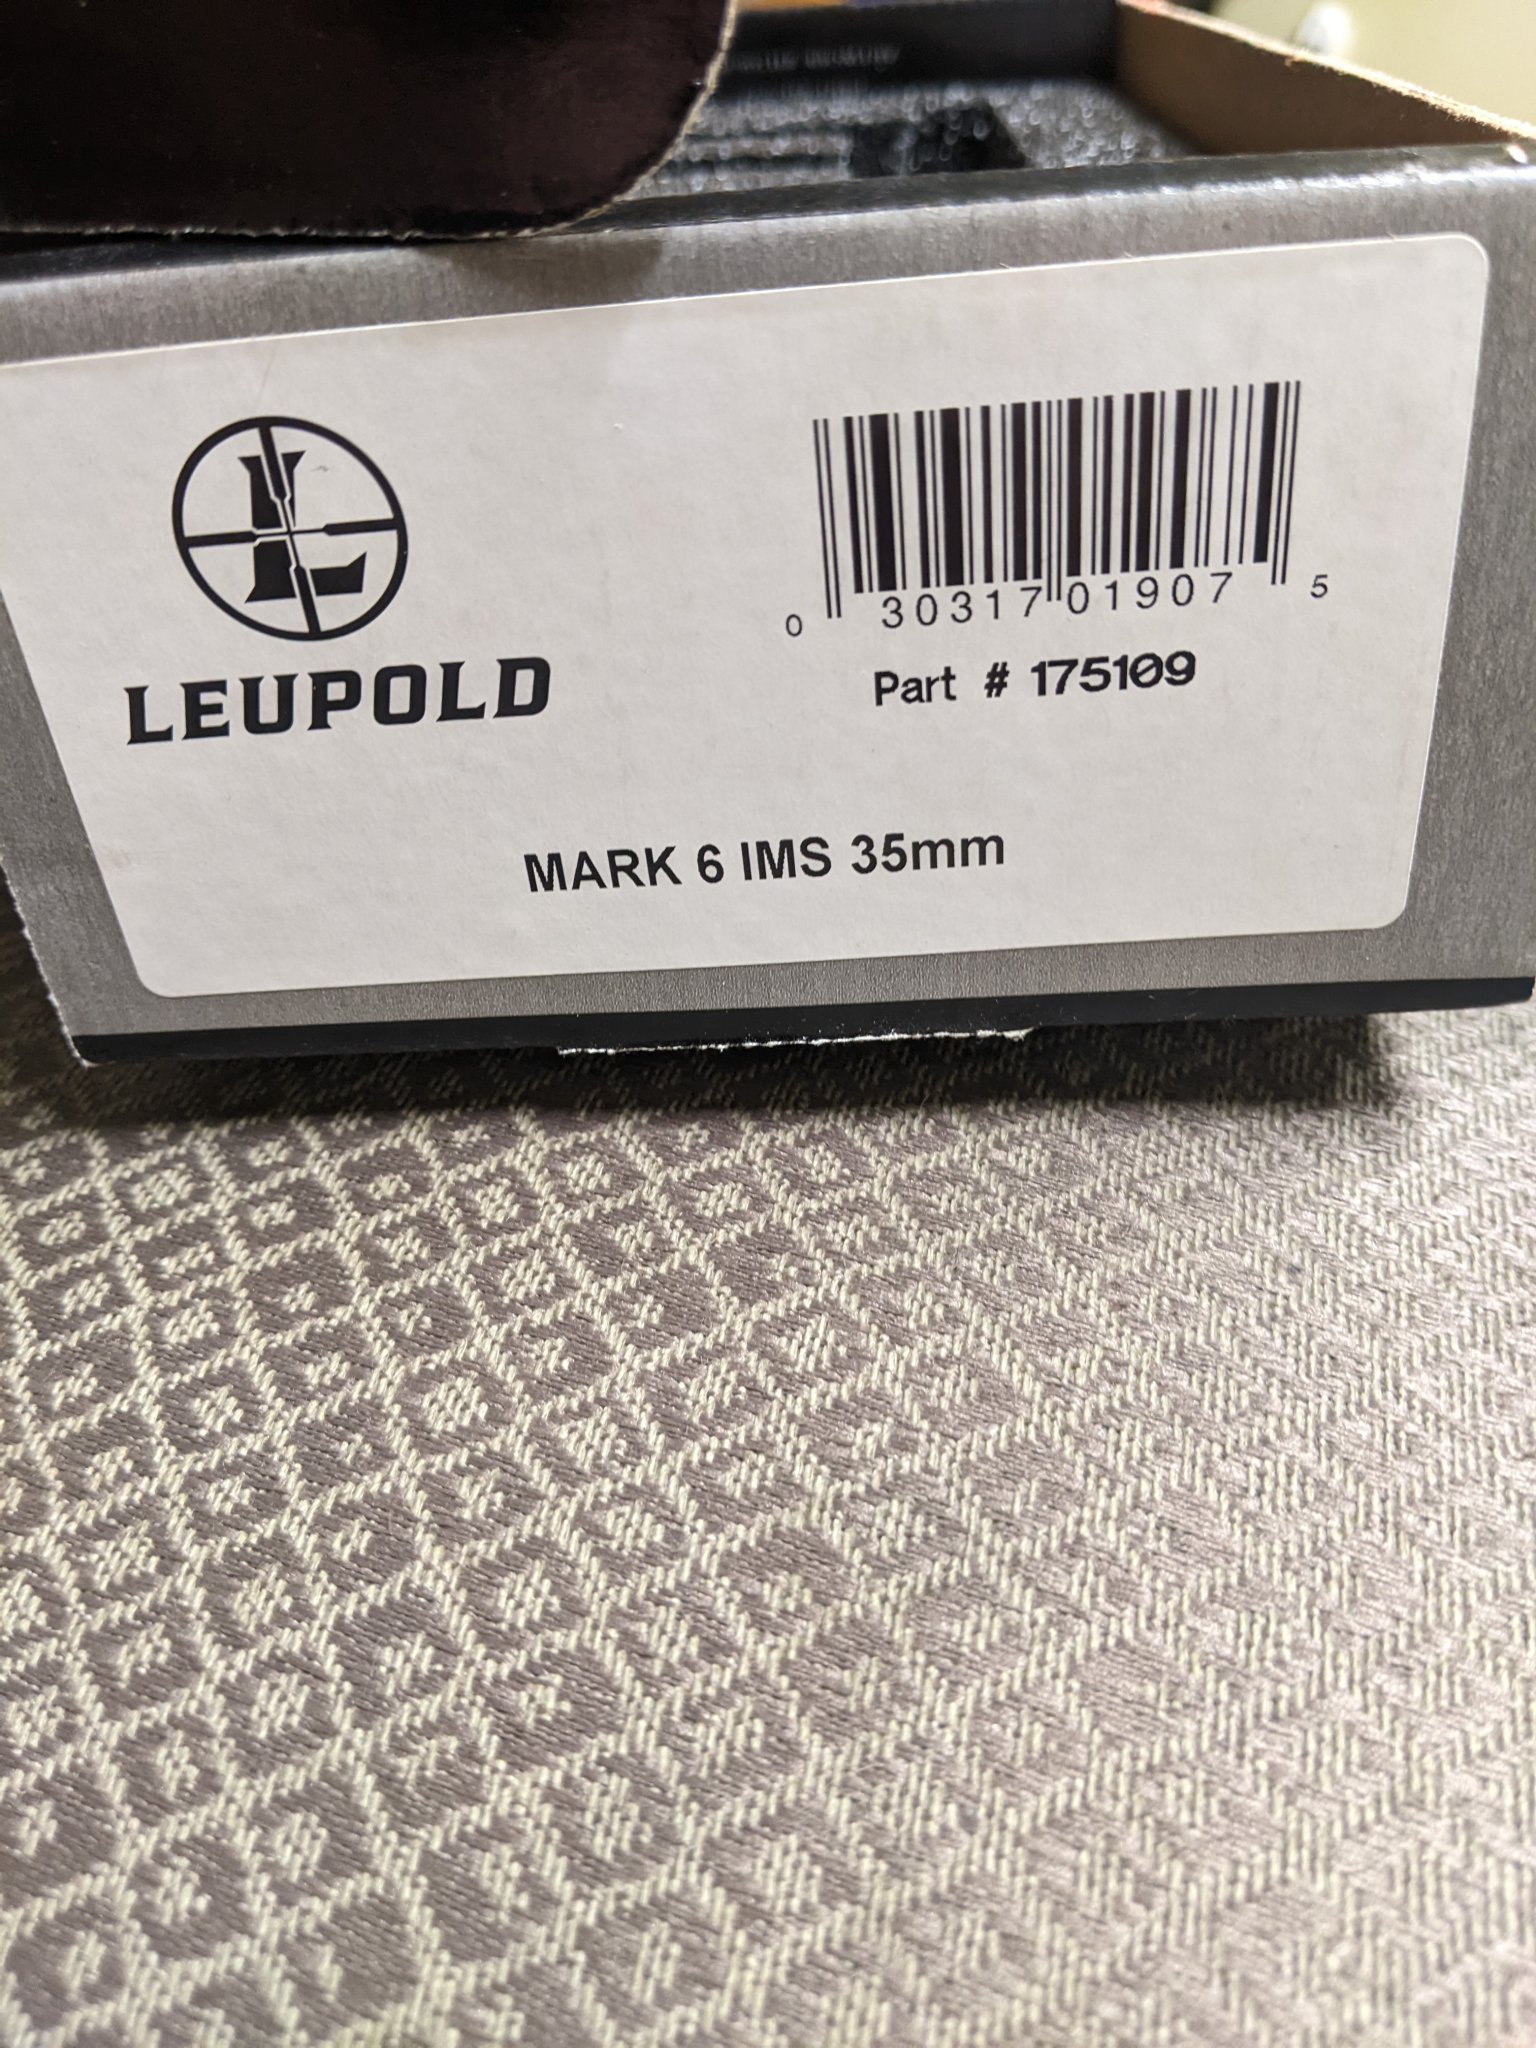 LEUPOLD
0 30317 01907 5
Part # 175109
MARK 6 IMS 35mm